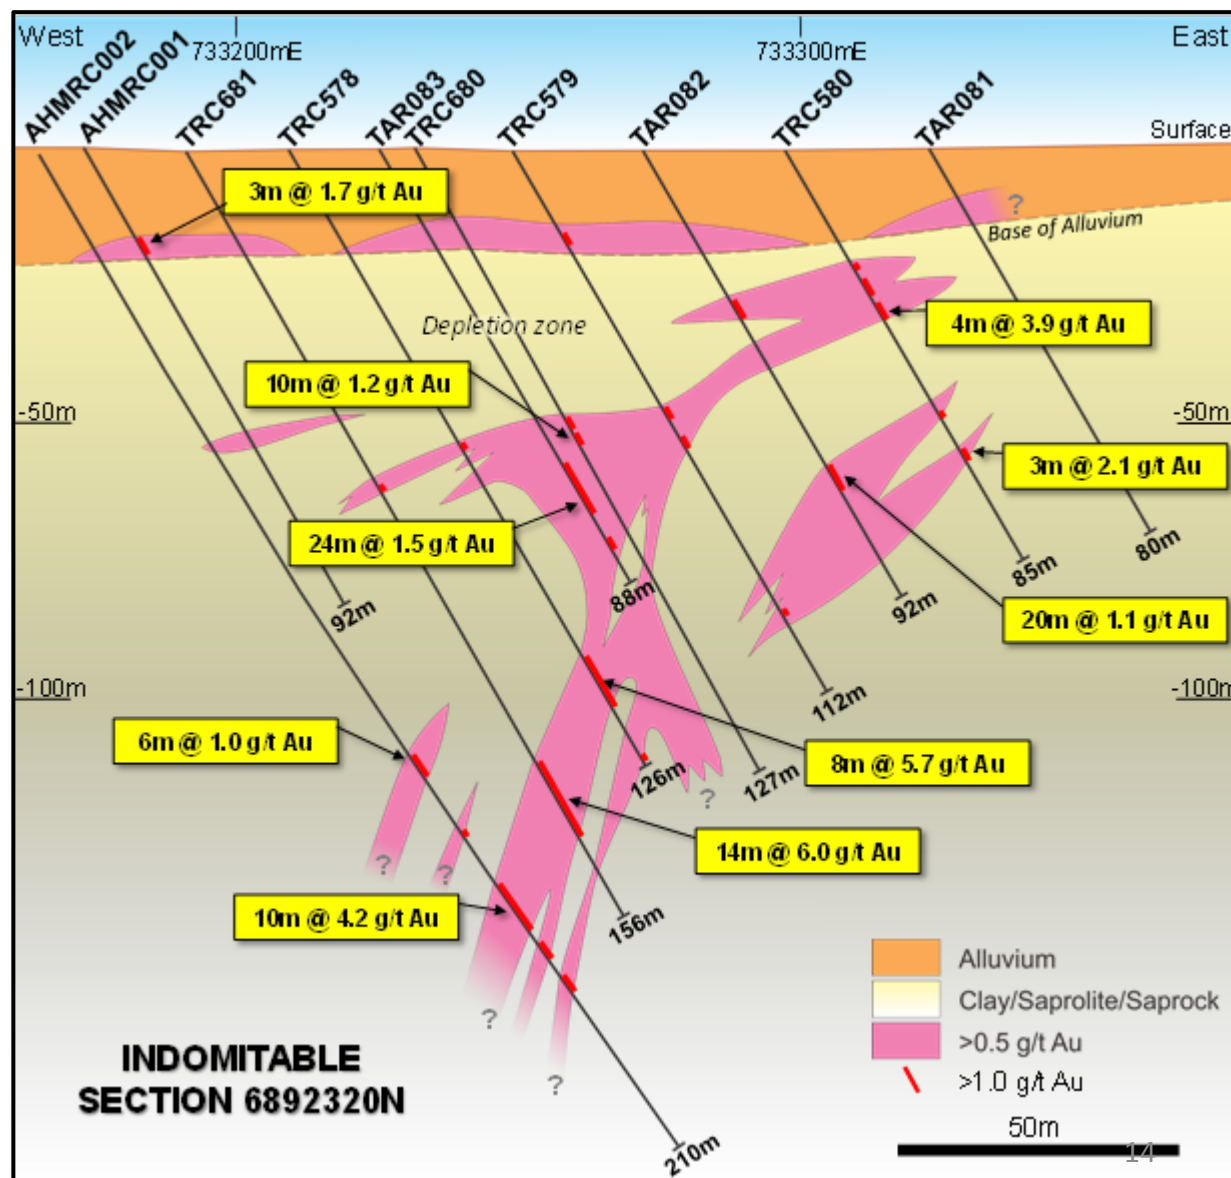 West
733200mE
733300mE
East
AHMRC002
AHMRC001
TRC681
TRC578
TAR083
TRC680
TRC579
TAR082
TRC580
TAR081
Surface
3m @ 1.7 g/t Au
?
Base of Alluvium
Depletion zone
4m @ 3.9 g/t Au
10m @ 1.2 g/t Au
-50m
-50m
3m @ 2.1 g/t Au
24m @ 1.5 g/t Au
80m
85m
88m
92m
92m
20m @ 1.1 g/t Au
-100m
-100m
112m
6m @ 1.0 g/t Au
8m @ 5.7 g/t Au
126m
127m
?
14m @ 6.0 g/t Au
?
?
10m @ 4.2 g/t Au
156m
?
?
210m
INDOMITABLE
SECTION 6892320N
Alluvium
Clay/Saprolite/Saprock
>0.5 g/t Au
>1.0 g/t Au
50m
14